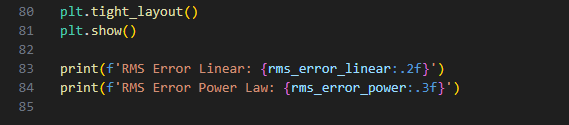 80 plt.tight_layout()
81 plt.show()
82
83 print(f'RMS Error Linear: {rms_error_linear:.2f}')
84 print(f'RMS Error Power Law: {rms_error_power:.3f}')
85